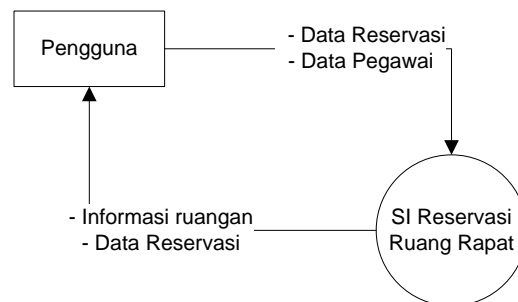 Pengguna
- Data Reservasi
- Data Pegawai
- Informasi ruangan
- Data Reservasi
SI Reservasi
Ruang Rapat